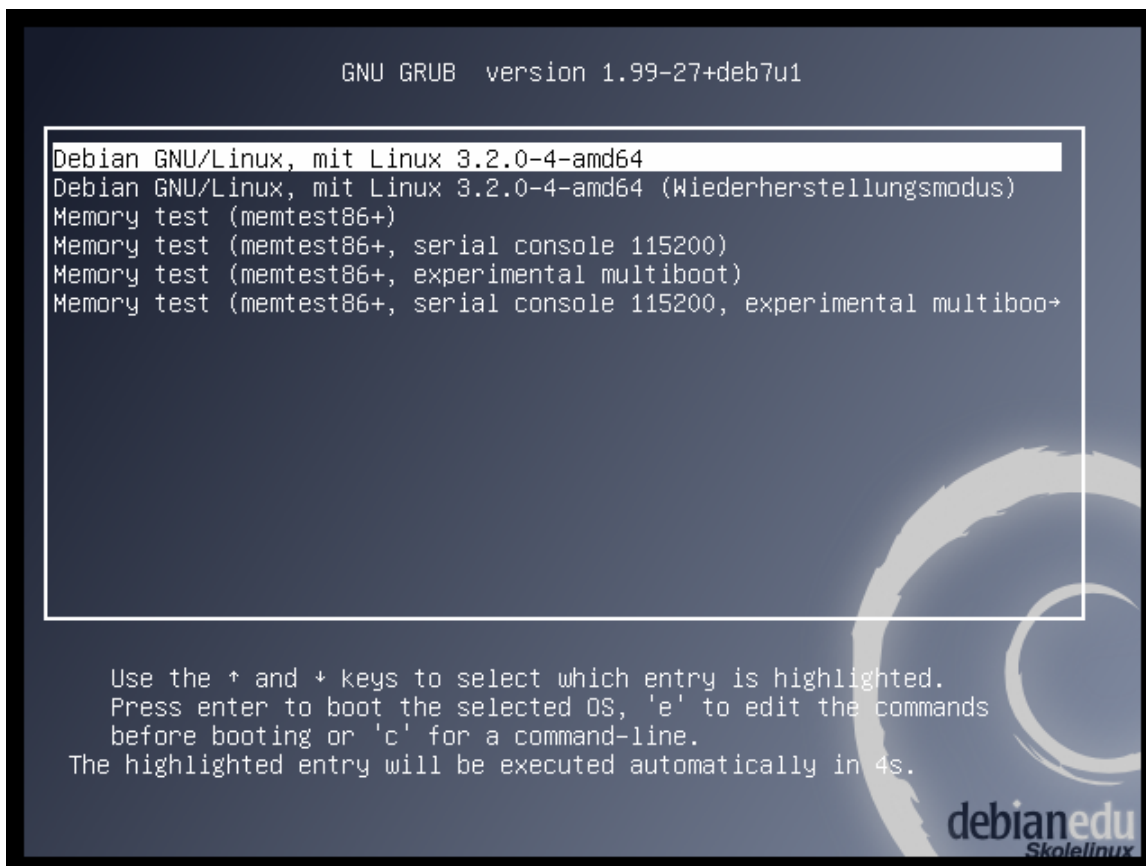 GNU GRUB version 1.99-27+deb7u1
Debian GNU/Linux, mit Linux 3.2.0-4-amd64
Debian GNU/Linux, mit Linux 3.2.0-4-amd64 (Wiederherstellungsmodus)
Memory test (memtest86+)
Memory test (memtest86+, serial console 115200)
Memory test (memtest86+, experimental multiboot)
Memory test (memtest86+, serial console 115200, experimental multiboo→
Use the ↑ and ↓ keys to select which entry is highlighted.
Press enter to boot the selected OS, 'e' to edit the commands
before booting or 'c' for a command-line.
The highlighted entry will be executed automatically in 4s.
debianedu
Skolelinux